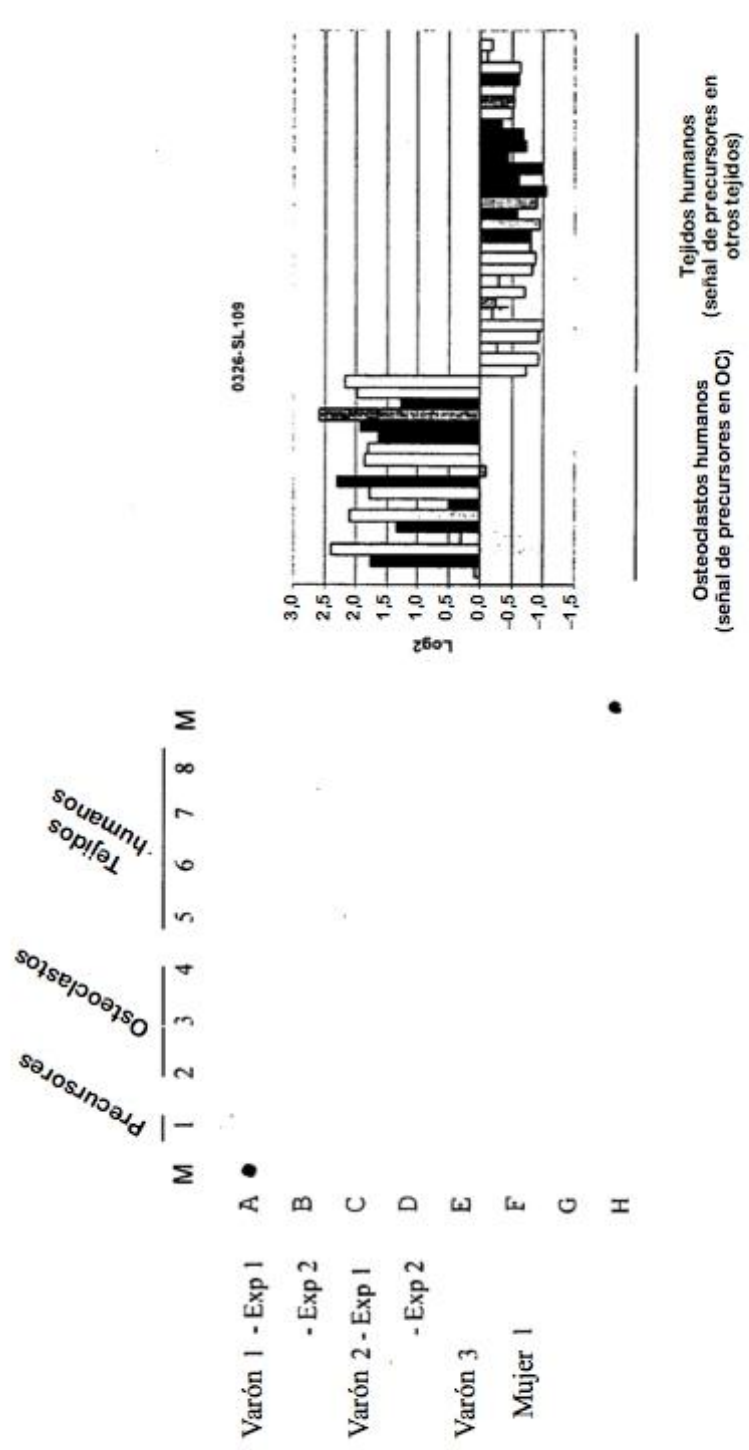 Precursores
Osteoclastos
Tejidos
humanos
M 1 2 3 4 5 6 7 8 M
Varón 1 - Exp 1 A
- Exp 2 B
Varón 2 - Exp 1 C
- Exp 2 D
Varón 3 E
Mujer 1 F
G
H
0326-SL109
Log2
3,0
2,5
2,0
1,5
1,0
0,5
0,0
-0,5
-1,0
-1,5
Osteoclastos humanos
(señal de precursores en OC)
Tejidos humanos
(señal de precursores en
otros tejidos)